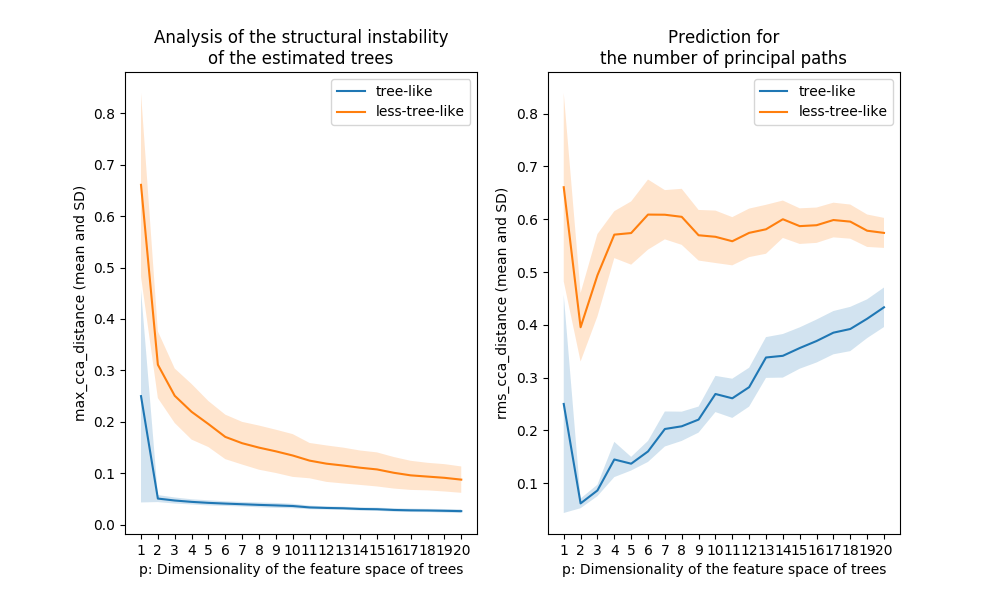 Analysis of the structural instability
of the estimated trees
max_cca_distance (mean and SD)
0.8
0.7
0.6
0.5
0.4
0.3
0.2
0.1
0.0
tree-like
less-tree-like
1 2 3 4 5 6 7 8 9 10 11 12 13 14 15 16 17 18 19 20
p: Dimensionality of the feature space of trees
Prediction for
the number of principal paths
rms_cca_distance (mean and SD)
0.8
0.7
0.6
0.5
0.4
0.3
0.2
0.1
tree-like
less-tree-like
1 2 3 4 5 6 7 8 9 10 11 12 13 14 15 16 17 18 19 20
p: Dimensionality of the feature space of trees